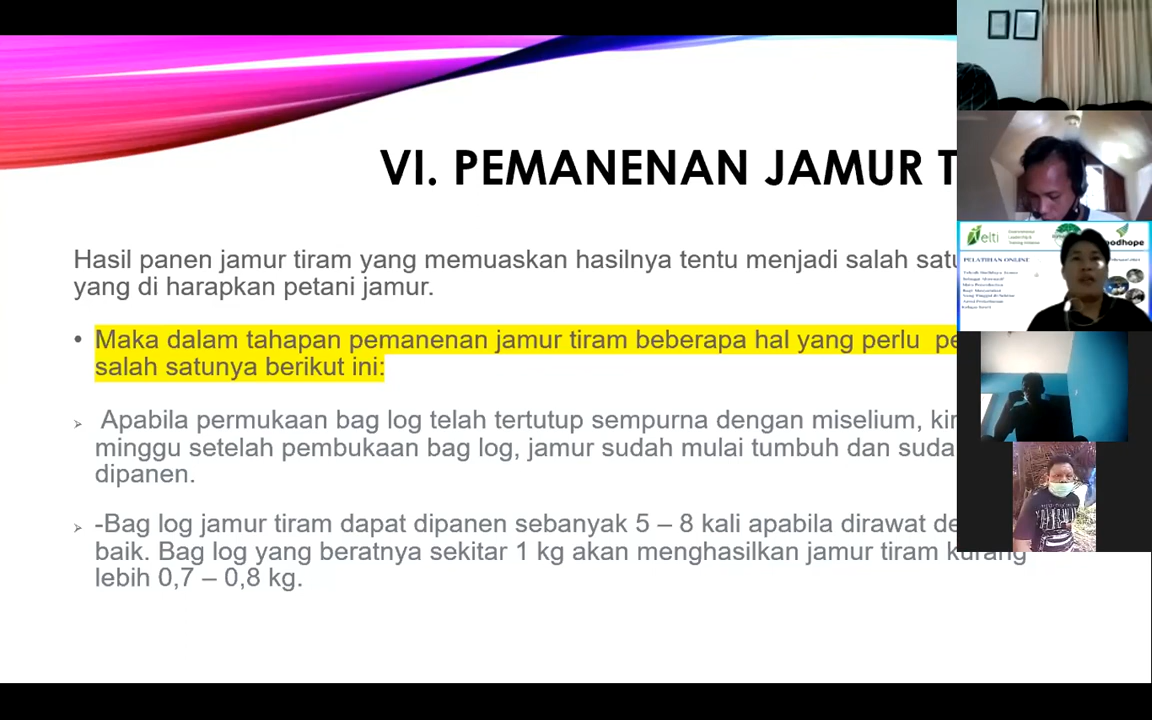 VI. PEMANENAN JAMUR
Hasil panen jamur tiram yang memuaskan hasilnya tentu menjadi salah satu
yang di harapkan petani jamur.
• Maka dalam tahapan pemanenan jamur tiram beberapa hal yang perlu
salah satunya berikut ini:
➢ Apabila permukaan bag log telah tertutup sempurna dengan miselium,
minggu setelah pembukaan bag log, jamur sudah mulai tumbuh dan
dipanen.
➢ -Bag log jamur tiram dapat dipanen sebanyak 5 – 8 kali apabila dirawat
baik. Bag log yang beratnya sekitar 1 kg akan menghasilkan jamur tiram kurang
lebih 0,7 – 0,8 kg.
elti
oodhope
PELATIHAN ONLINE